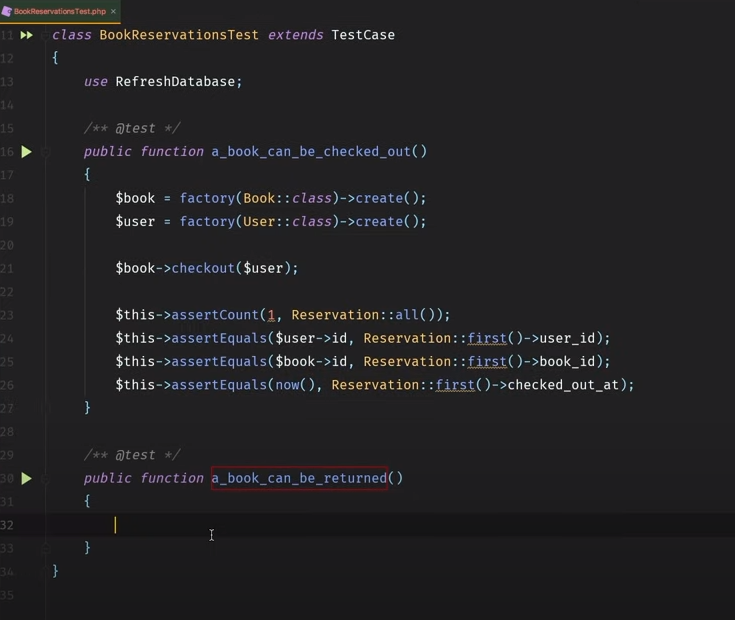 BookReservationsTest.php ×
11 class BookReservationsTest extends TestCase
12 {
13 use RefreshDatabase;
14
15 /** @test */
16 public function a_book_can_be_checked_out()
17 {
18 $book = factory(Book::class)->create();
19 $user = factory(User::class)->create();
20
21 $book->checkout($user);
22
23 $this->assertCount(1, Reservation::all());
24 $this->assertEquals($user->id, Reservation::first()->user_id);
25 $this->assertEquals($book->id, Reservation::first()->book_id);
26 $this->assertEquals(now(), Reservation::first()->checked_out_at);
27 }
28
29 /** @test */
30 public function a_book_can_be_returned()
31 {
32
33 }
34 }
35